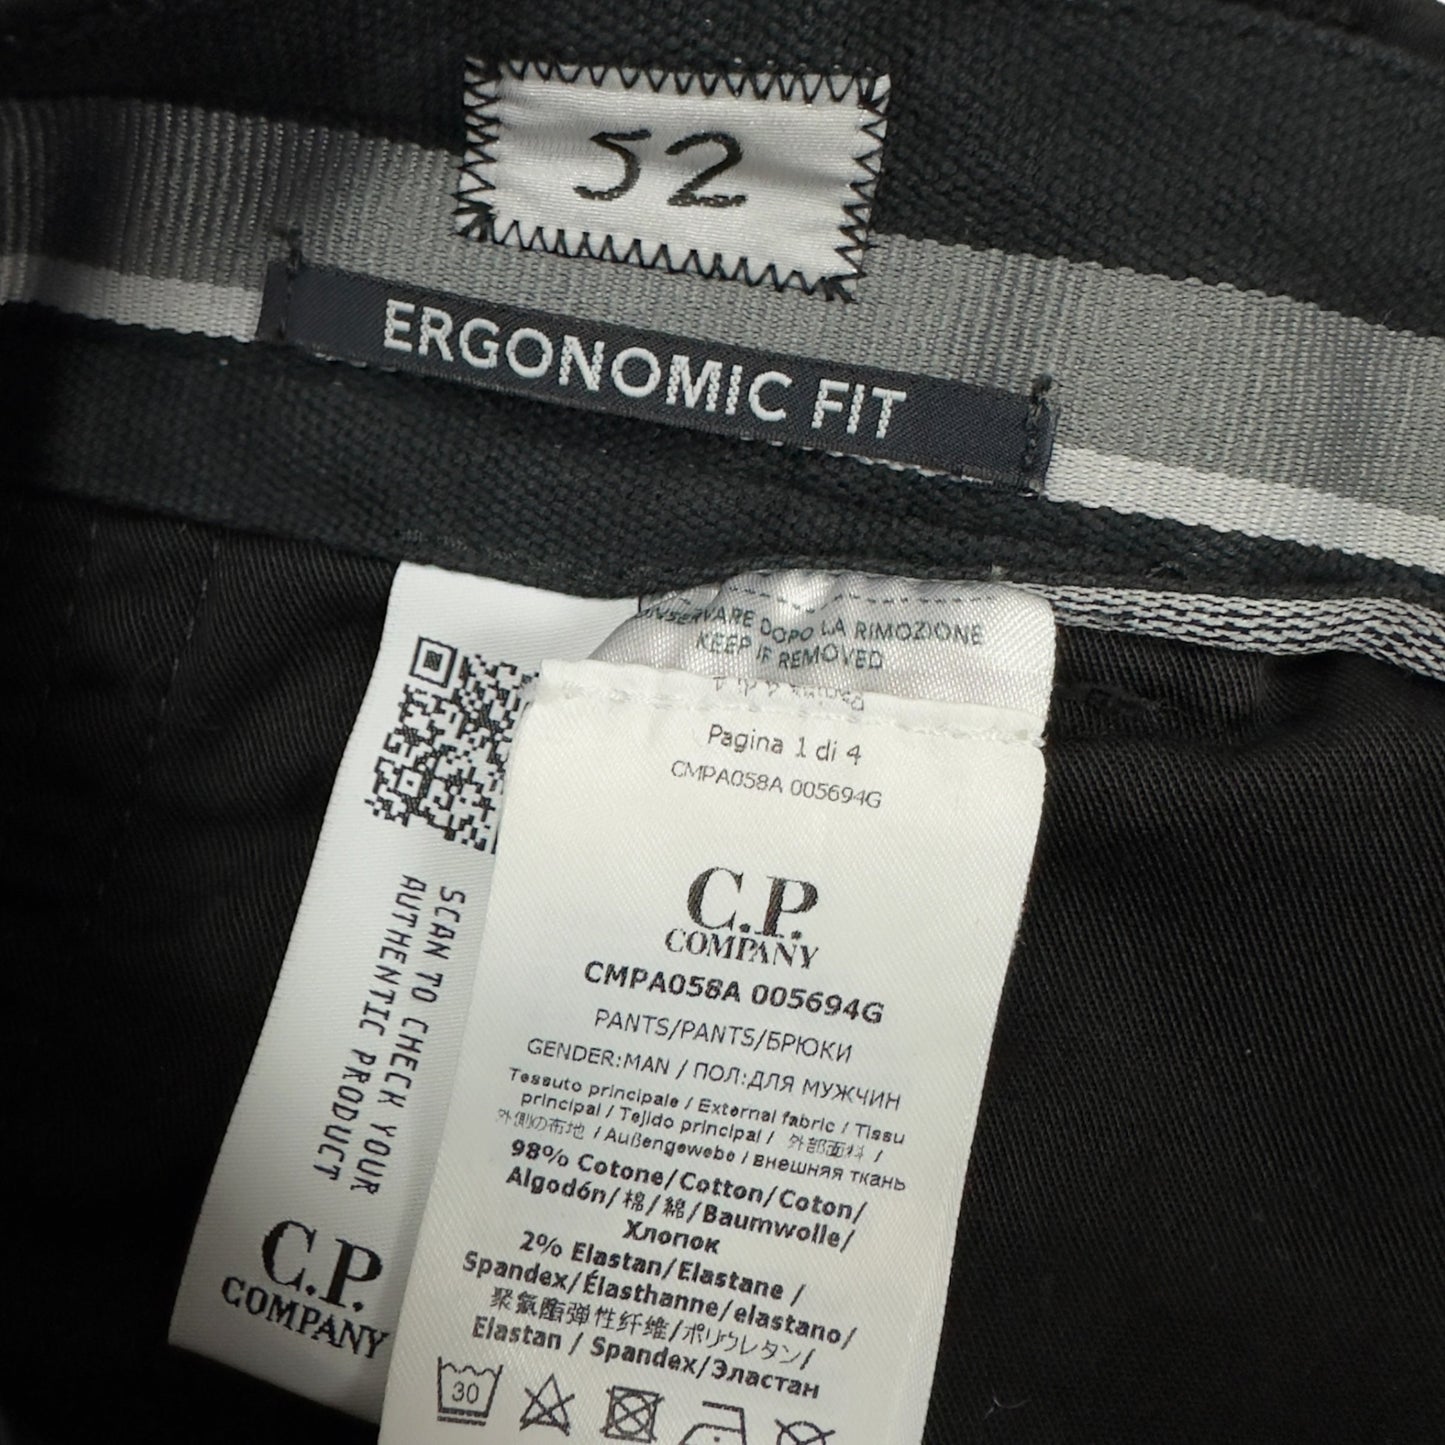 52
ERGONOMIC FIT
CONSERVARE DOPO LA RIMOZIONE
KEEP IF REMOVED
Pagina 1 di 4
CMPA058A 005694G
C.P.
COMPANY
CMPA058A 005694G
PANTS/PANTS/БРЮКИ
GENDER:MAN / ПОЛ:ДЛЯ МУЖЧИН
Tessuto principale / External fabric / Tissu
principal / Tejido principal / 外部面料 /
外側の布地 / Außengewebe / внешняя ткань
98% Cotone/Cotton/Coton/
Algodón/棉/綿/Baumwolle/
Хлопок
2% Elastan/Elastane /
Spandex/Élasthanne/elastano/
聚氨酯弹性纤维/ポリウレタン/
Elastan / Spandex/Эластан
30
SCAN TO CHECK YOUR
AUTHENTIC PRODUCT
C.P.
COMPANY